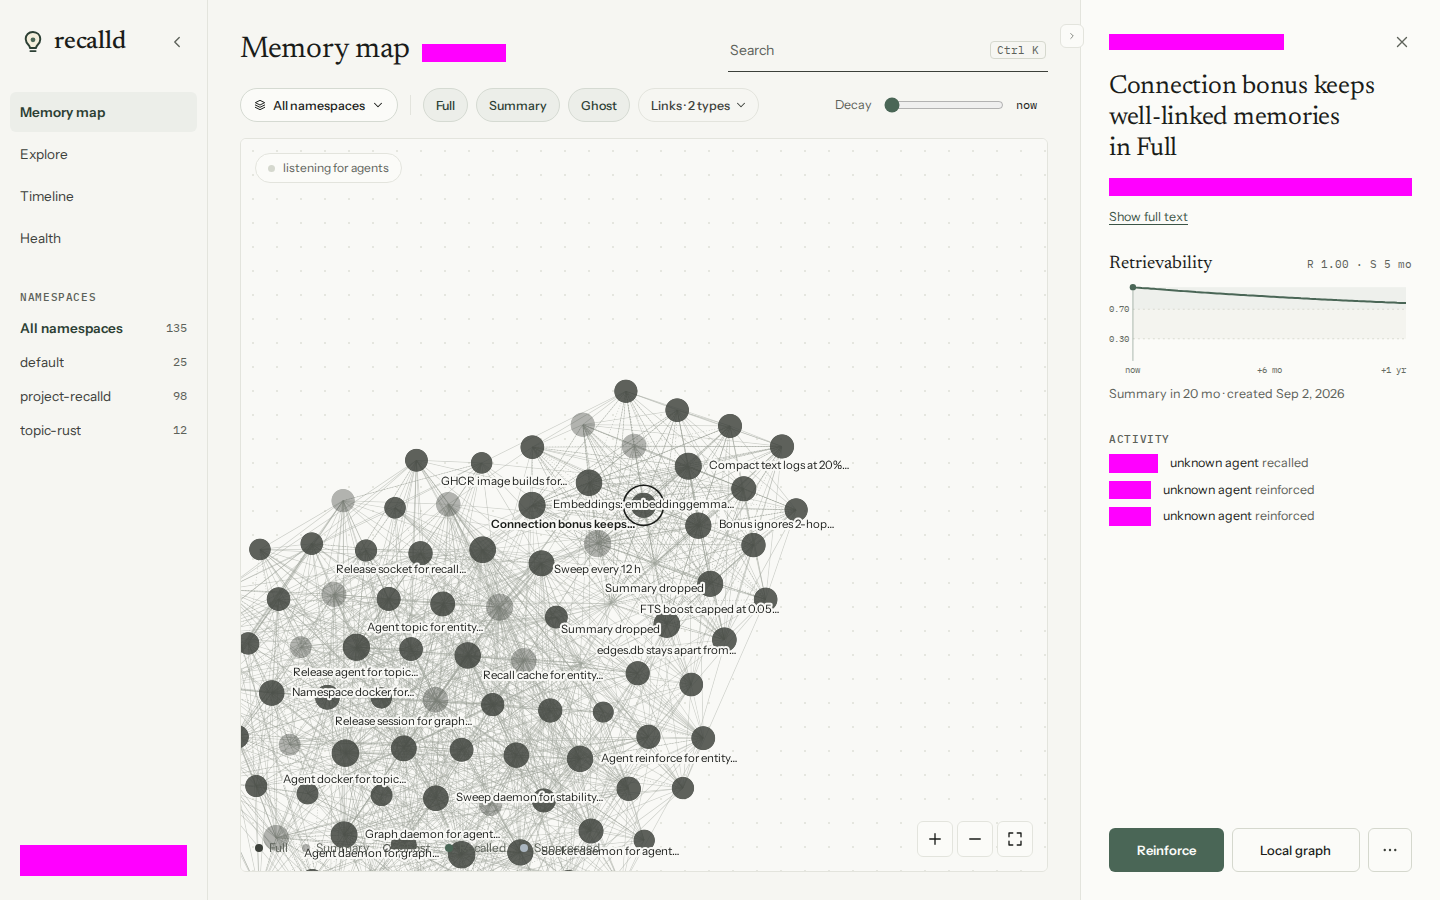 recalld
Memory map
Explore
Timeline
Health
NAMESPACES
All namespaces 135
default 25
project-recalld 98
topic-rust 12
Memory map
Search
Ctrl K
All namespaces
Full
Summary
Ghost
Links·2 types
Decay
now
listening for agents
Compact text logs at 20%...
GHCR image builds for...
Embeddings: embeddinggemma...
Connection bonus keeps...
Bonus ignores 2-hop...
Release socket for recall...
Sweep every 12 h
Summary dropped
FTS boost capped at 0.05...
Agent topic for entity...
Summary dropped
edges.db stays apart from...
Release agent for topic...
Recall cache for entity...
Namespace docker for...
Release session for graph...
Agent reinforce for entity...
Agent docker for topic...
Sweep daemon for stability...
Graph daemon for agent...
Full
Agent daemon for graph...
Socket daemon for agent...
Connection bonus keeps
well-linked memories
in Full
Show full text
Retrievability
R 1.00 · S 5 mo
0.70
0.30
now
+6 mo
+1 yr
Summary in 20 mo · created Sep 2, 2026
ACTIVITY
unknown agent recalled
unknown agent reinforced
unknown agent reinforced
Reinforce
Local graph